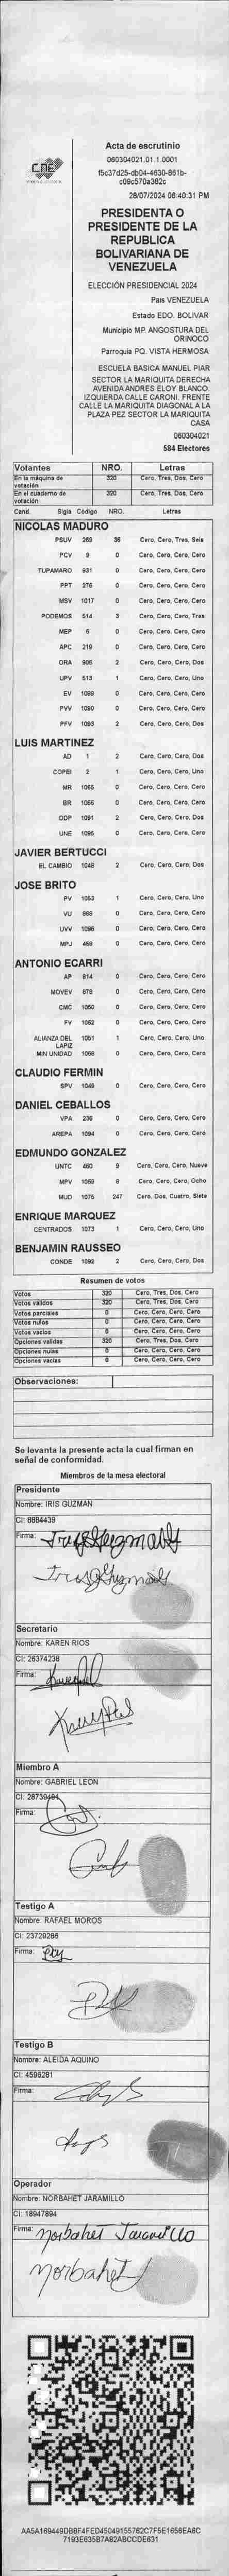 CNE
Acta de escrutinio
060304021.01.1.0001
f5c37d25-db04-4630-861b-
c09c570a382c
28/07/2024 06:40:31 PM
PRESIDENTA O
PRESIDENTE DE LA
REPUBLICA
BOLIVARIANA DE
VENEZUELA
ELECCIÓN PRESIDENCIAL 2024
Pais VENEZUELA
Estado EDO. BOLIVAR
Municipio MP. ANGOSTURA DEL
ORINOCO
Parroquia PQ. VISTA HERMOSA
ESCUELA BASICA MANUEL PIAR
SECTOR LA MARIQUITA DERECHA
AVENIDA ANDRES ELOY BLANCO.
IZQUIERDA CALLE CARONI. FRENTE
CALLE LA MARIQUITA DIAGONAL A LA
PLAZA PEZ SECTOR LA MARIQUITA
CASA
060304021
584 Electores
Votantes NRO. Letras
En la máquina de votación 320 Cero, Tres, Dos, Cero
En el cuaderno de votación 320 Cero, Tres, Dos, Cero
Cand. Sigla Código NRO. Letras
NICOLAS MADURO
PSUV 269 36 Cero, Cero, Tres, Seis
PCV 9 0 Cero, Cero, Cero, Cero
TUPAMARO 931 0 Cero, Cero, Cero, Cero
PPT 276 0 Cero, Cero, Cero, Cero
MSV 1017 0 Cero, Cero, Cero, Cero
PODEMOS 514 3 Cero, Cero, Cero, Tres
MEP 6 0 Cero, Cero, Cero, Cero
APC 219 0 Cero, Cero, Cero, Cero
ORA 906 2 Cero, Cero, Cero, Dos
UPV 513 1 Cero, Cero, Cero, Uno
EV 1099 0 Cero, Cero, Cero, Cero
PVV 1090 0 Cero, Cero, Cero, Cero
PFV 1093 2 Cero, Cero, Cero, Dos
LUIS MARTINEZ
AD 1 2 Cero, Cero, Cero, Dos
COPEI 2 1 Cero, Cero, Cero, Uno
MR 1065 0 Cero, Cero, Cero, Cero
BR 1066 0 Cero, Cero, Cero, Cero
DDP 1091 2 Cero, Cero, Cero, Dos
UNE 1095 0 Cero, Cero, Cero, Cero
JAVIER BERTUCCI
EL CAMBIO 1048 2 Cero, Cero, Cero, Dos
JOSE BRITO
PV 1053 1 Cero, Cero, Cero, Uno
VU 868 0 Cero, Cero, Cero, Cero
UVV 1096 0 Cero, Cero, Cero, Cero
MPJ 458 0 Cero, Cero, Cero, Cero
ANTONIO ECARRI
AP 914 0 Cero, Cero, Cero, Cero
MOVEV 678 0 Cero, Cero, Cero, Cero
CMC 1050 0 Cero, Cero, Cero, Cero
FV 1052 0 Cero, Cero, Cero, Cero
ALIANZA DEL LAPIZ 1051 1 Cero, Cero, Cero, Uno
MIN UNIDAD 1068 0 Cero, Cero, Cero, Cero
CLAUDIO FERMIN
SPV 1049 0 Cero, Cero, Cero, Cero
DANIEL CEBALLOS
VPA 239 0 Cero, Cero, Cero, Cero
AREPA 1094 0 Cero, Cero, Cero, Cero
EDMUNDO GONZALEZ
UNTC 460 9 Cero, Cero, Cero, Nueve
MPV 1069 8 Cero, Cero, Cero, Ocho
MUD 1075 247 Cero, Dos, Cuatro, Siete
ENRIQUE MARQUEZ
CENTRADOS 1073 1 Cero, Cero, Cero, Uno
BENJAMIN RAUSSEO
CONDE 1092 2 Cero, Cero, Cero, Dos
Resumen de votos
Votos 320 Cero, Tres, Dos, Cero
Votos validos 320 Cero, Tres, Dos, Cero
Votos parciales 0 Cero, Cero, Cero, Cero
Votos nulos 0 Cero, Cero, Cero, Cero
Votos vacios 0 Cero, Cero, Cero, Cero
Opciones validas 320 Cero, Tres, Dos, Cero
Opciones nulas 0 Cero, Cero, Cero, Cero
Opciones vacias 0 Cero, Cero, Cero, Cero
Observaciones:
Se levanta la presente acta la cual firman en
señal de conformidad.
Miembros de la mesa electoral
Presidente
Nombre: IRIS GUZMAN
CI: 8884439
Firma:
Secretario
Nombre: KAREN RIOS
CI: 26374238
Firma:
Miembro A
Nombre: GABRIEL LEON
CI: 28739494
Firma:
Testigo A
Nombre: RAFAEL MOROS
CI: 23729286
Firma:
Testigo B
Nombre: ALEIDA AQUINO
CI: 4596281
Firma:
Operador
Nombre: NORBAHET JARAMILLO
CI: 18947894
Firma: Norbahet Jaramillo
Norbahet
AA5A169449DB8F4FED45049155762C7F5E1656EA6C
7193E635B7A82ABCCDE631